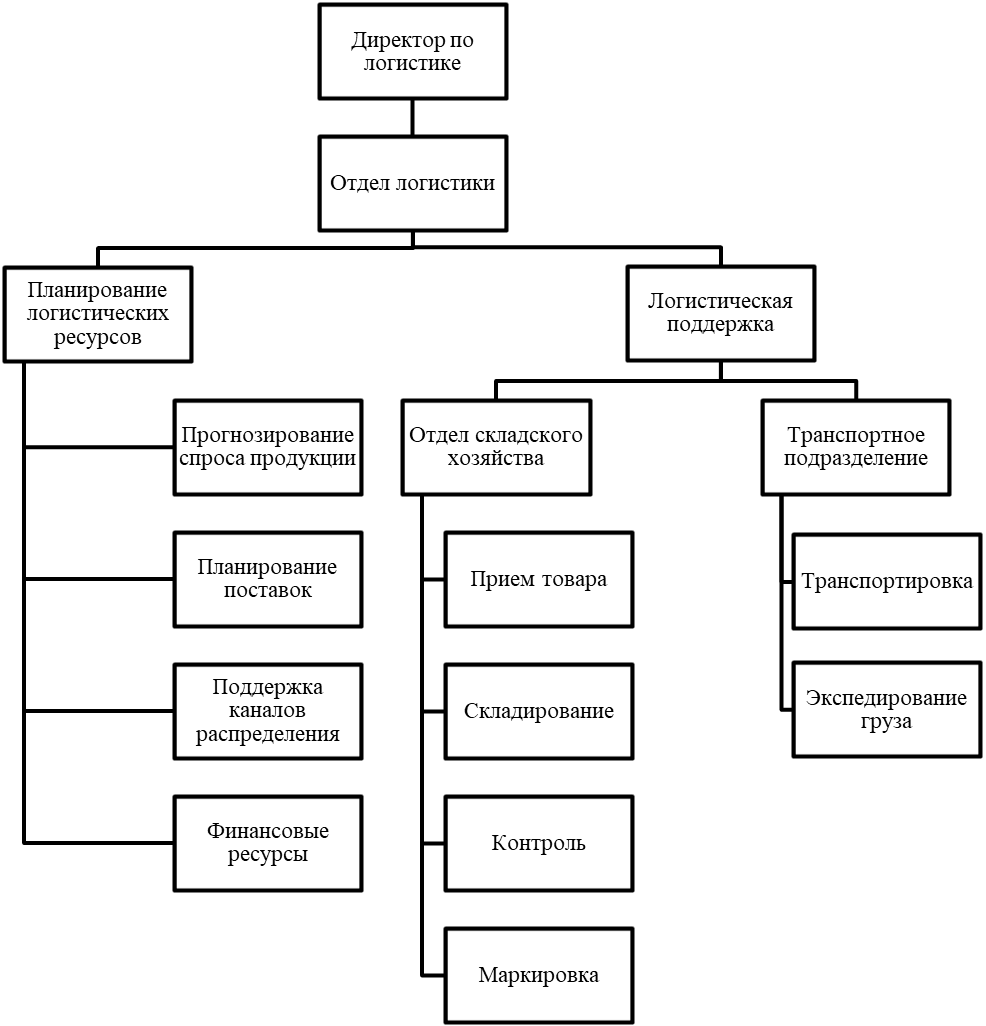 Директор по
логистике
Отдел логистики
Планирование
логистических
ресурсов
Логистическая
поддержка
Прогнозирование
спроса продукции
Отдел складского
хозяйства
Транспортное
подразделение
Планирование
поставок
Прием товара
Транспортировка
Поддержка
каналов
распределения
Складирование
Экспедирование
груза
Финансовые
ресурсы
Контроль
Маркировка